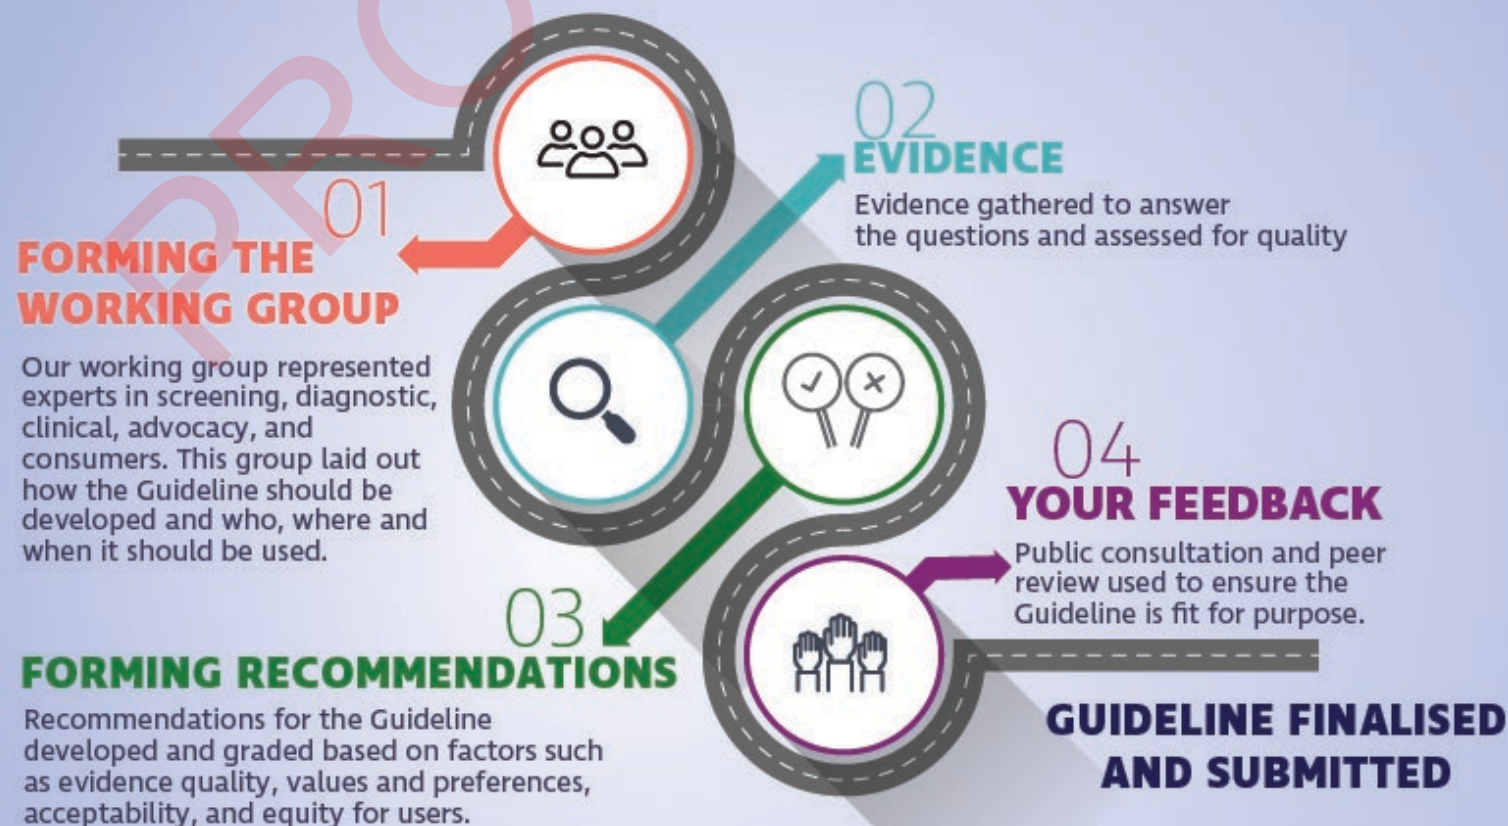 01
FORMING THE
WORKING GROUP
Our working group represented
experts in screening, diagnostic,
clinical, advocacy, and
consumers. This group laid out
how the Guideline should be
developed and who, where and
when it should be used.
02
EVIDENCE
Evidence gathered to answer
the questions and assessed for quality
03
FORMING RECOMMENDATIONS
Recommendations for the Guideline
developed and graded based on factors such
as evidence quality, values and preferences,
acceptability, and equity for users.
04
YOUR FEEDBACK
Public consultation and peer
review used to ensure the
Guideline is fit for purpose.
GUIDELINE FINALISED
AND SUBMITTED